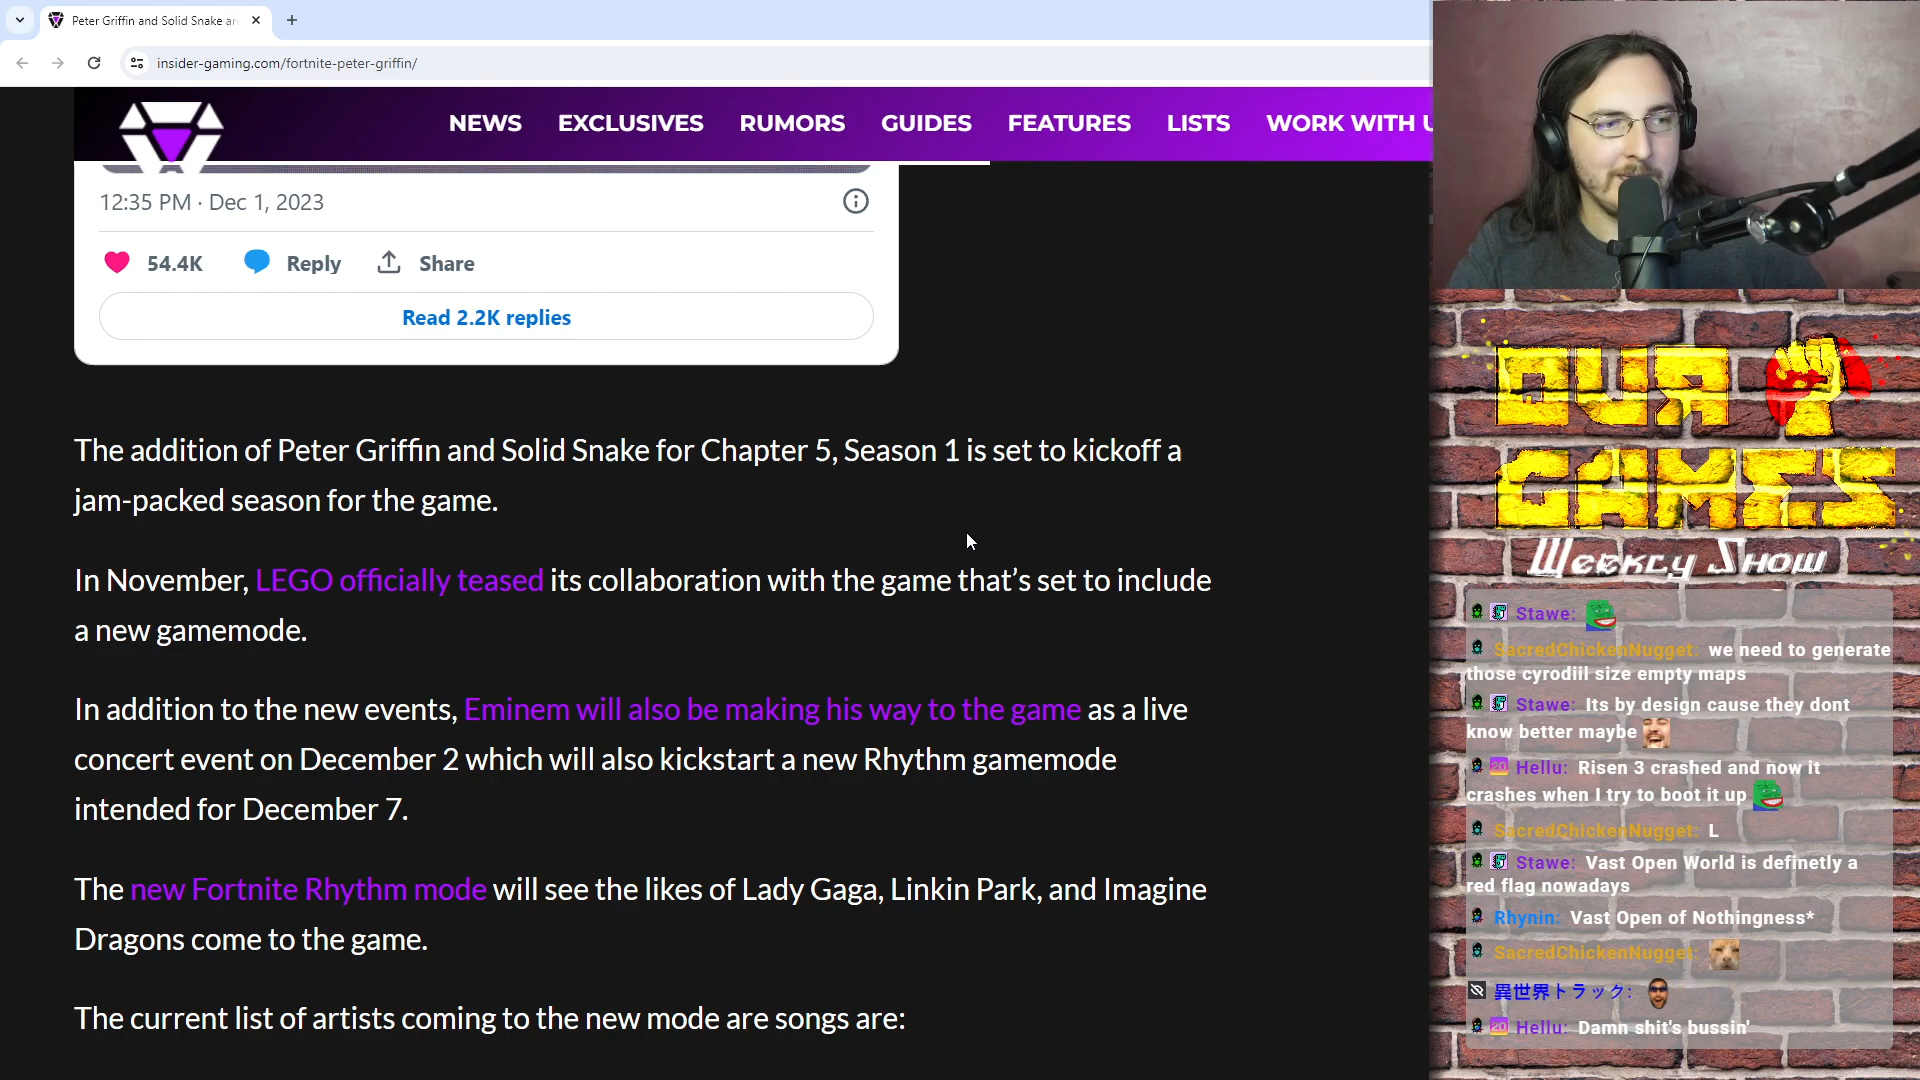 Peter Griffin and Solid Snake ar
insider-gaming.com/fortnite-peter-griffin/
NEWS EXCLUSIVES RUMORS GUIDES FEATURES LISTS WORK WITH U
12:35 PM · Dec 1, 2023
54.4K Reply Share
Read 2.2K replies
The addition of Peter Griffin and Solid Snake for Chapter 5, Season 1 is set to kickoff a
jam-packed season for the game.
In November, LEGO officially teased its collaboration with the game that's set to include
a new gamemode.
In addition to the new events, Eminem will also be making his way to the game as a live
concert event on December 2 which will also kickstart a new Rhythm gamemode
intended for December 7.
The new Fortnite Rhythm mode will see the likes of Lady Gaga, Linkin Park, and Imagine
Dragons come to the game.
The current list of artists coming to the new mode are songs are:
OUR
GAMES
Weekly Show
Stawe:
SacredChickenNugget: we need to generate
those cyrodiil size empty maps
Stawe: Its by design cause they dont
know better maybe
20 Hellu: Risen 3 crashed and now it
crashes when I try to boot it up
SacredChickenNugget: L
Stawe: Vast Open World is definetly a
red flag nowadays
Rhynin: Vast Open of Nothingness*
SacredChickenNugget:
異世界トラック:
20 Hellu: Damn shit's bussin'